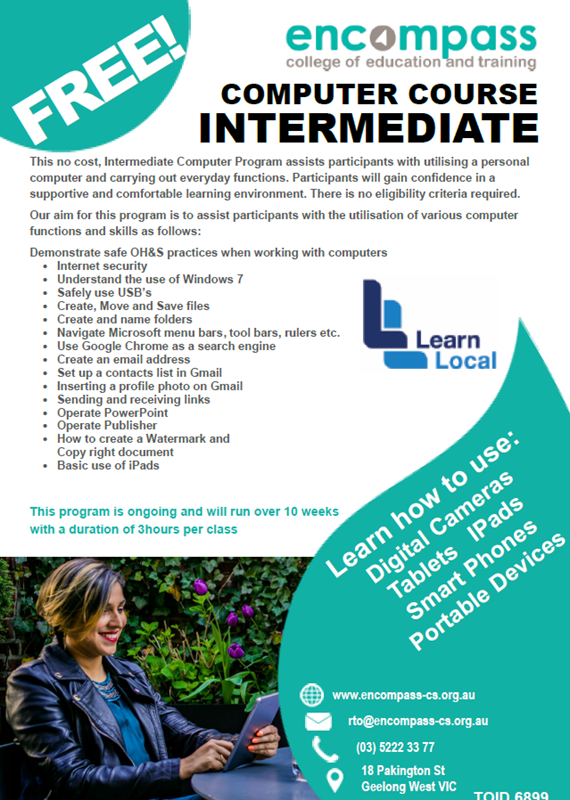 FREE!
encompass
college of education and training
COMPUTER COURSE
INTERMEDIATE
This no cost, Intermediate Computer Program assists participants with utilising a personal
computer and carrying out everyday functions. Participants will gain confidence in a
supportive and comfortable learning environment. There is no eligibility criteria required.
Our aim for this program is to assist participants with the utilisation of various computer
functions and skills as follows:
Demonstrate safe OH&S practices when working with computers
• Internet security
• Understand the use of Windows 7
• Safely use USB's
• Create, Move and Save files
• Create and name folders
• Navigate Microsoft menu bars, tool bars, rulers etc.
• Use Google Chrome as a search engine
• Create an email address
• Set up a contacts list in Gmail
• Inserting a profile photo on Gmail
• Sending and receiving links
• Operate PowerPoint
• Operate Publisher
• How to create a Watermark and
Copy right document
• Basic use of iPads
Learn
Local
This program is ongoing and will run over 10 weeks
with a duration of 3hours per class
Learn how to use:
Digital Cameras
Tablets IPads
Smart Phones
Portable Devices
www.encompass-cs.org.au
rto@encompass-cs.org.au
(03) 5222 33 77
18 Pakington St
Geelong West VIC
TOID 6899